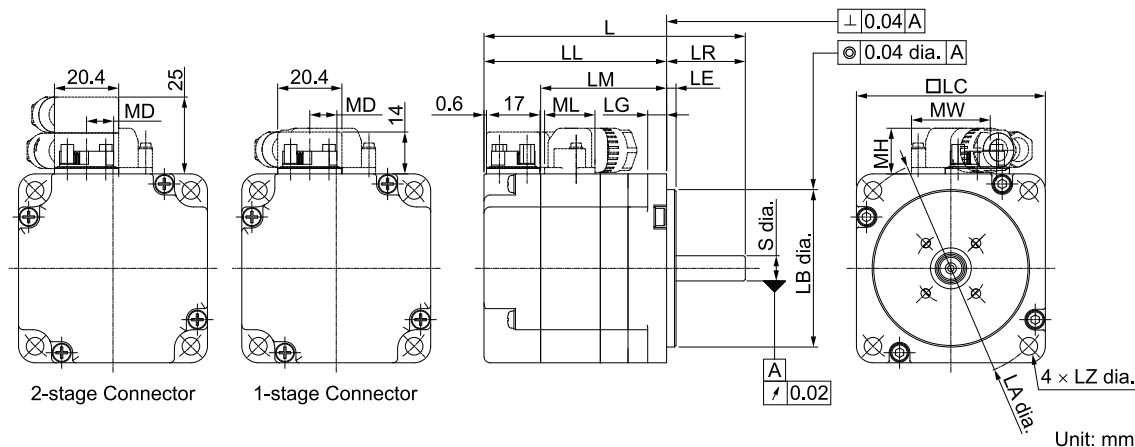 L
⊥ 0.04 A
LL
LR
◎ 0.04 dia. A
20.4
25
20.4
LM
LE
□LC
MD
MD
14
0.6
17
ML
LG
MW
MH
S dia.
LB dia.
A
↗ 0.02
4 × LZ dia.
LA dia.
2-stage Connector
1-stage Connector
Unit: mm